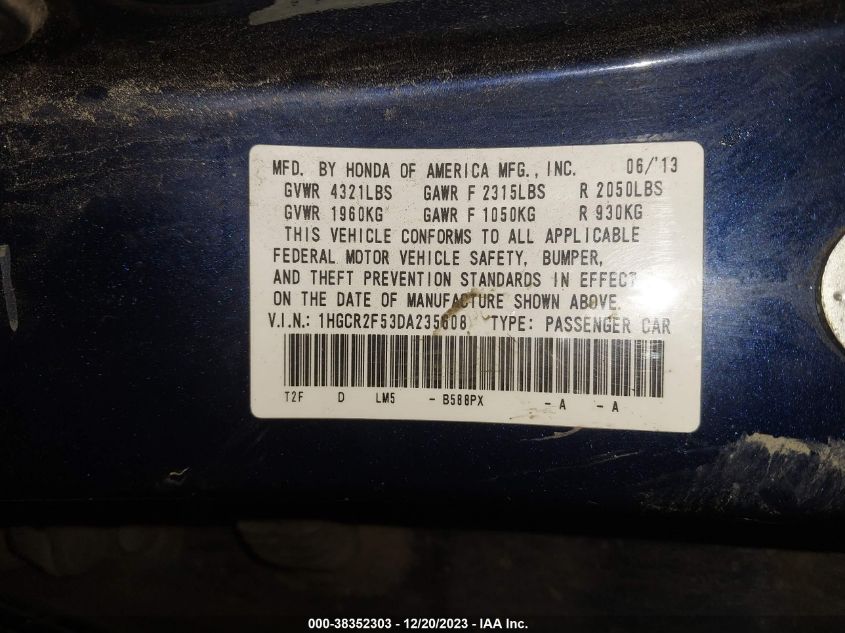 MFD. BY HONDA OF AMERICA MFG., INC. 06/'13
GVWR 4321LBS GAWR F 2315LBS R 2050LBS
GVWR 1960KG GAWR F 1050KG R 930KG
THIS VEHICLE CONFORMS TO ALL APPLICABLE
FEDERAL MOTOR VEHICLE SAFETY, BUMPER,
AND THEFT PREVENTION STANDARDS IN EFFECT
ON THE DATE OF MANUFACTURE SHOWN ABOVE.
V.I.N.: 1HGCR2F53DA235608 TYPE: PASSENGER CAR
T2F D LM5 - B588PX - A - A
000-38352303 - 12/20/2023 - IAA Inc.